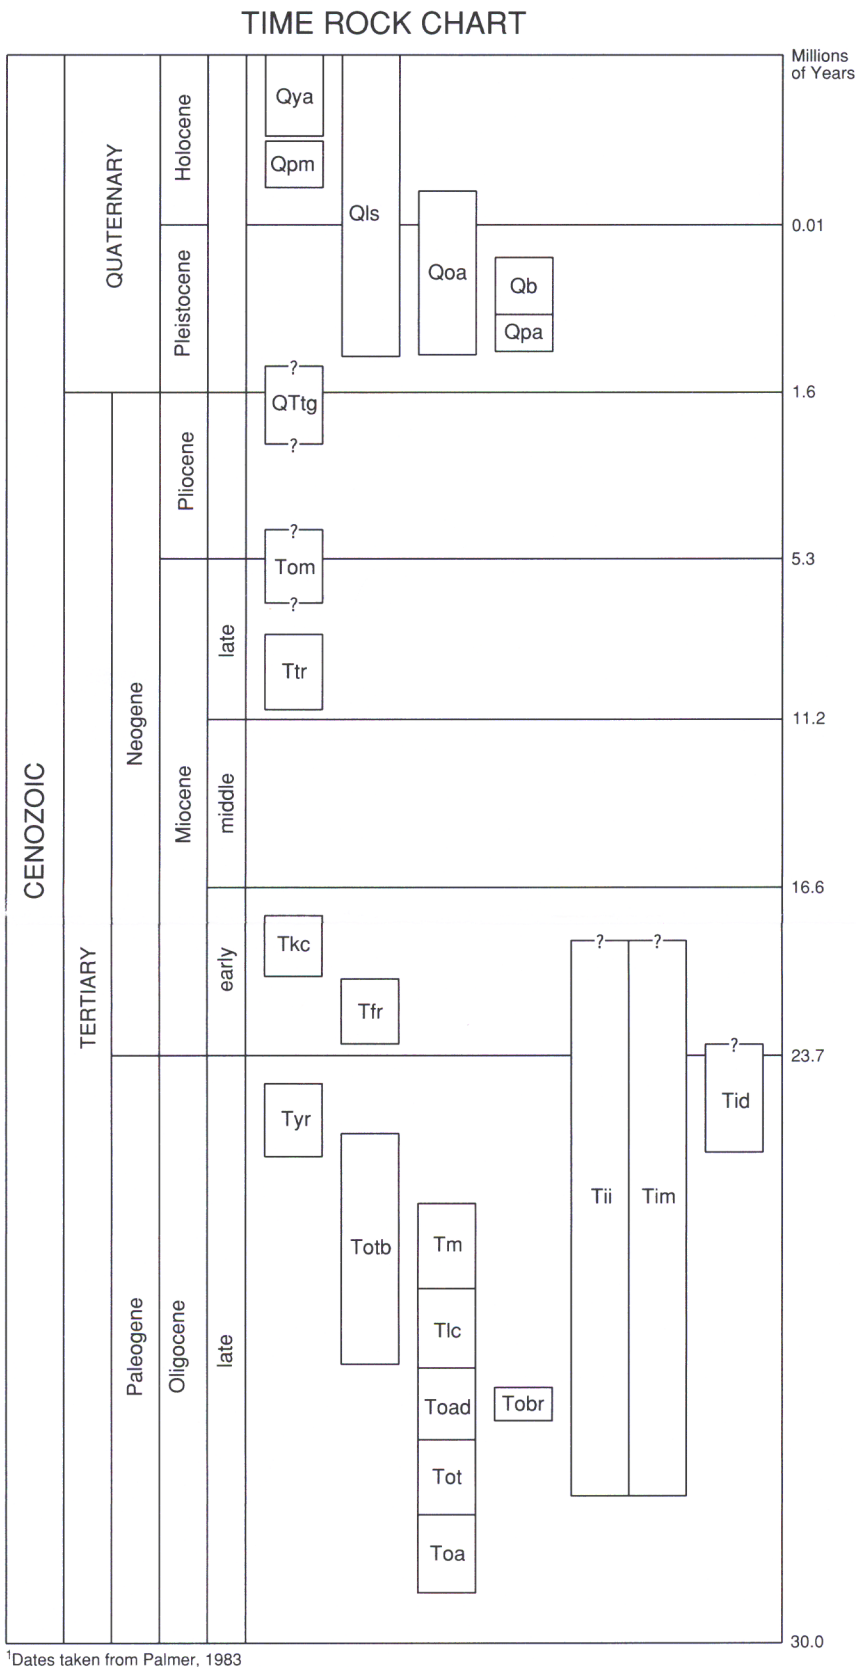 TIME ROCK CHART
Millions
of Years
CENOZOIC
QUATERNARY
TERTIARY
Neogene
Paleogene
Holocene
Pleistocene
Pliocene
Miocene
Oligocene
late
middle
early
late
Qya
Qpm
Qls
Qoa
Qb
Qpa
0.01
?
QTtg
?
1.6
?
Tom
?
5.3
Ttr
11.2
16.6
Tkc
Tfr
? ?
23.7
?
Tid
Tyr
Tii Tim
Totb
Tm
Tlc
Toad
Tobr
Tot
Toa
30.0
1Dates taken from Palmer, 1983